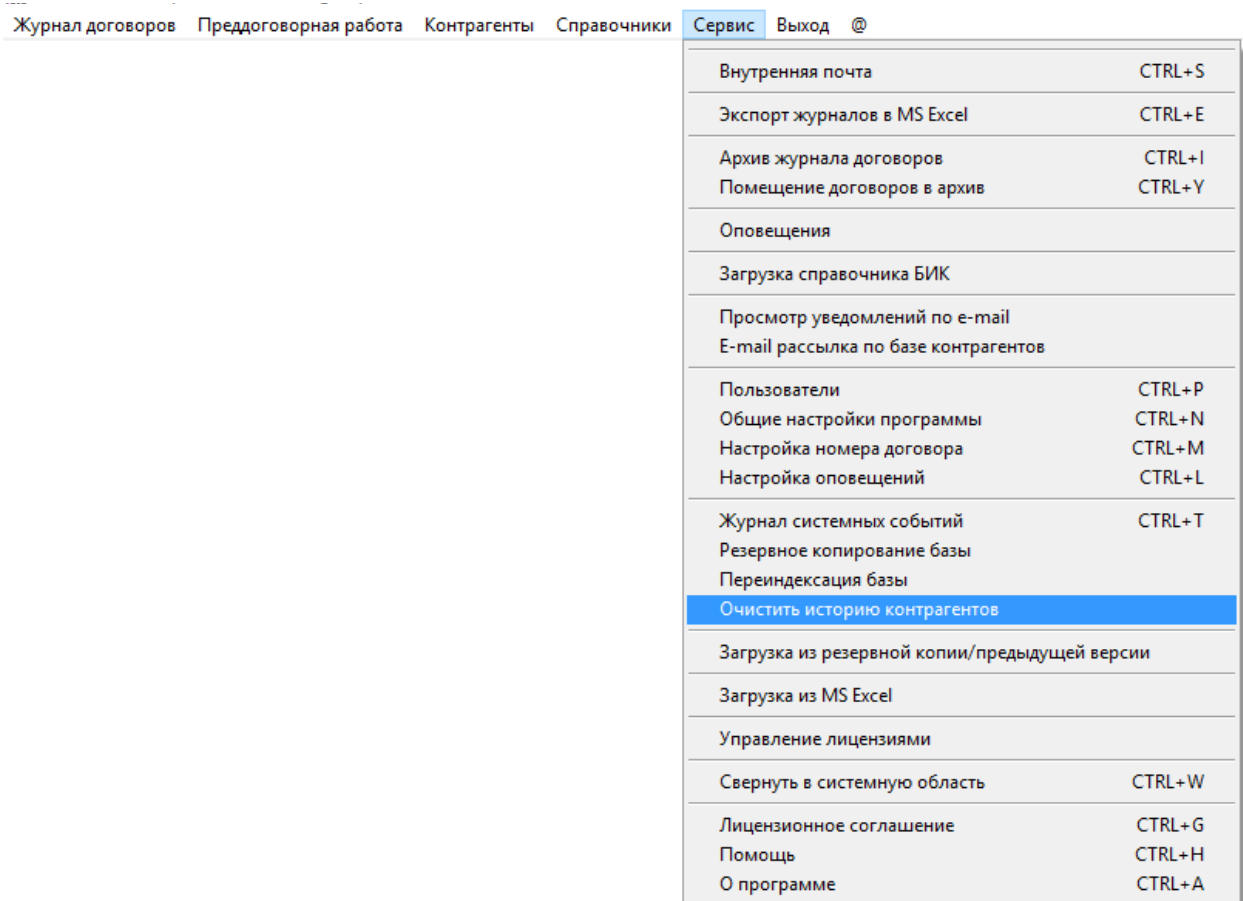 Журнал договоров Преддоговорная работа Контрагенты Справочники Сервис Выход @
Внутренняя почта CTRL+S
Экспорт журналов в MS Excel CTRL+E
Архив журнала договоров CTRL+I
Помещение договоров в архив CTRL+Y
Оповещения
Загрузка справочника БИК
Просмотр уведомлений по e-mail
E-mail рассылка по базе контрагентов
Пользователи CTRL+P
Общие настройки программы CTRL+N
Настройка номера договора CTRL+M
Настройка оповещений CTRL+L
Журнал системных событий CTRL+T
Резервное копирование базы
Переиндексация базы
Очистить историю контрагентов
Загрузка из резервной копии/предыдущей версии
Загрузка из MS Excel
Управление лицензиями
Свернуть в системную область CTRL+W
Лицензионное соглашение CTRL+G
Помощь CTRL+H
О программе CTRL+A